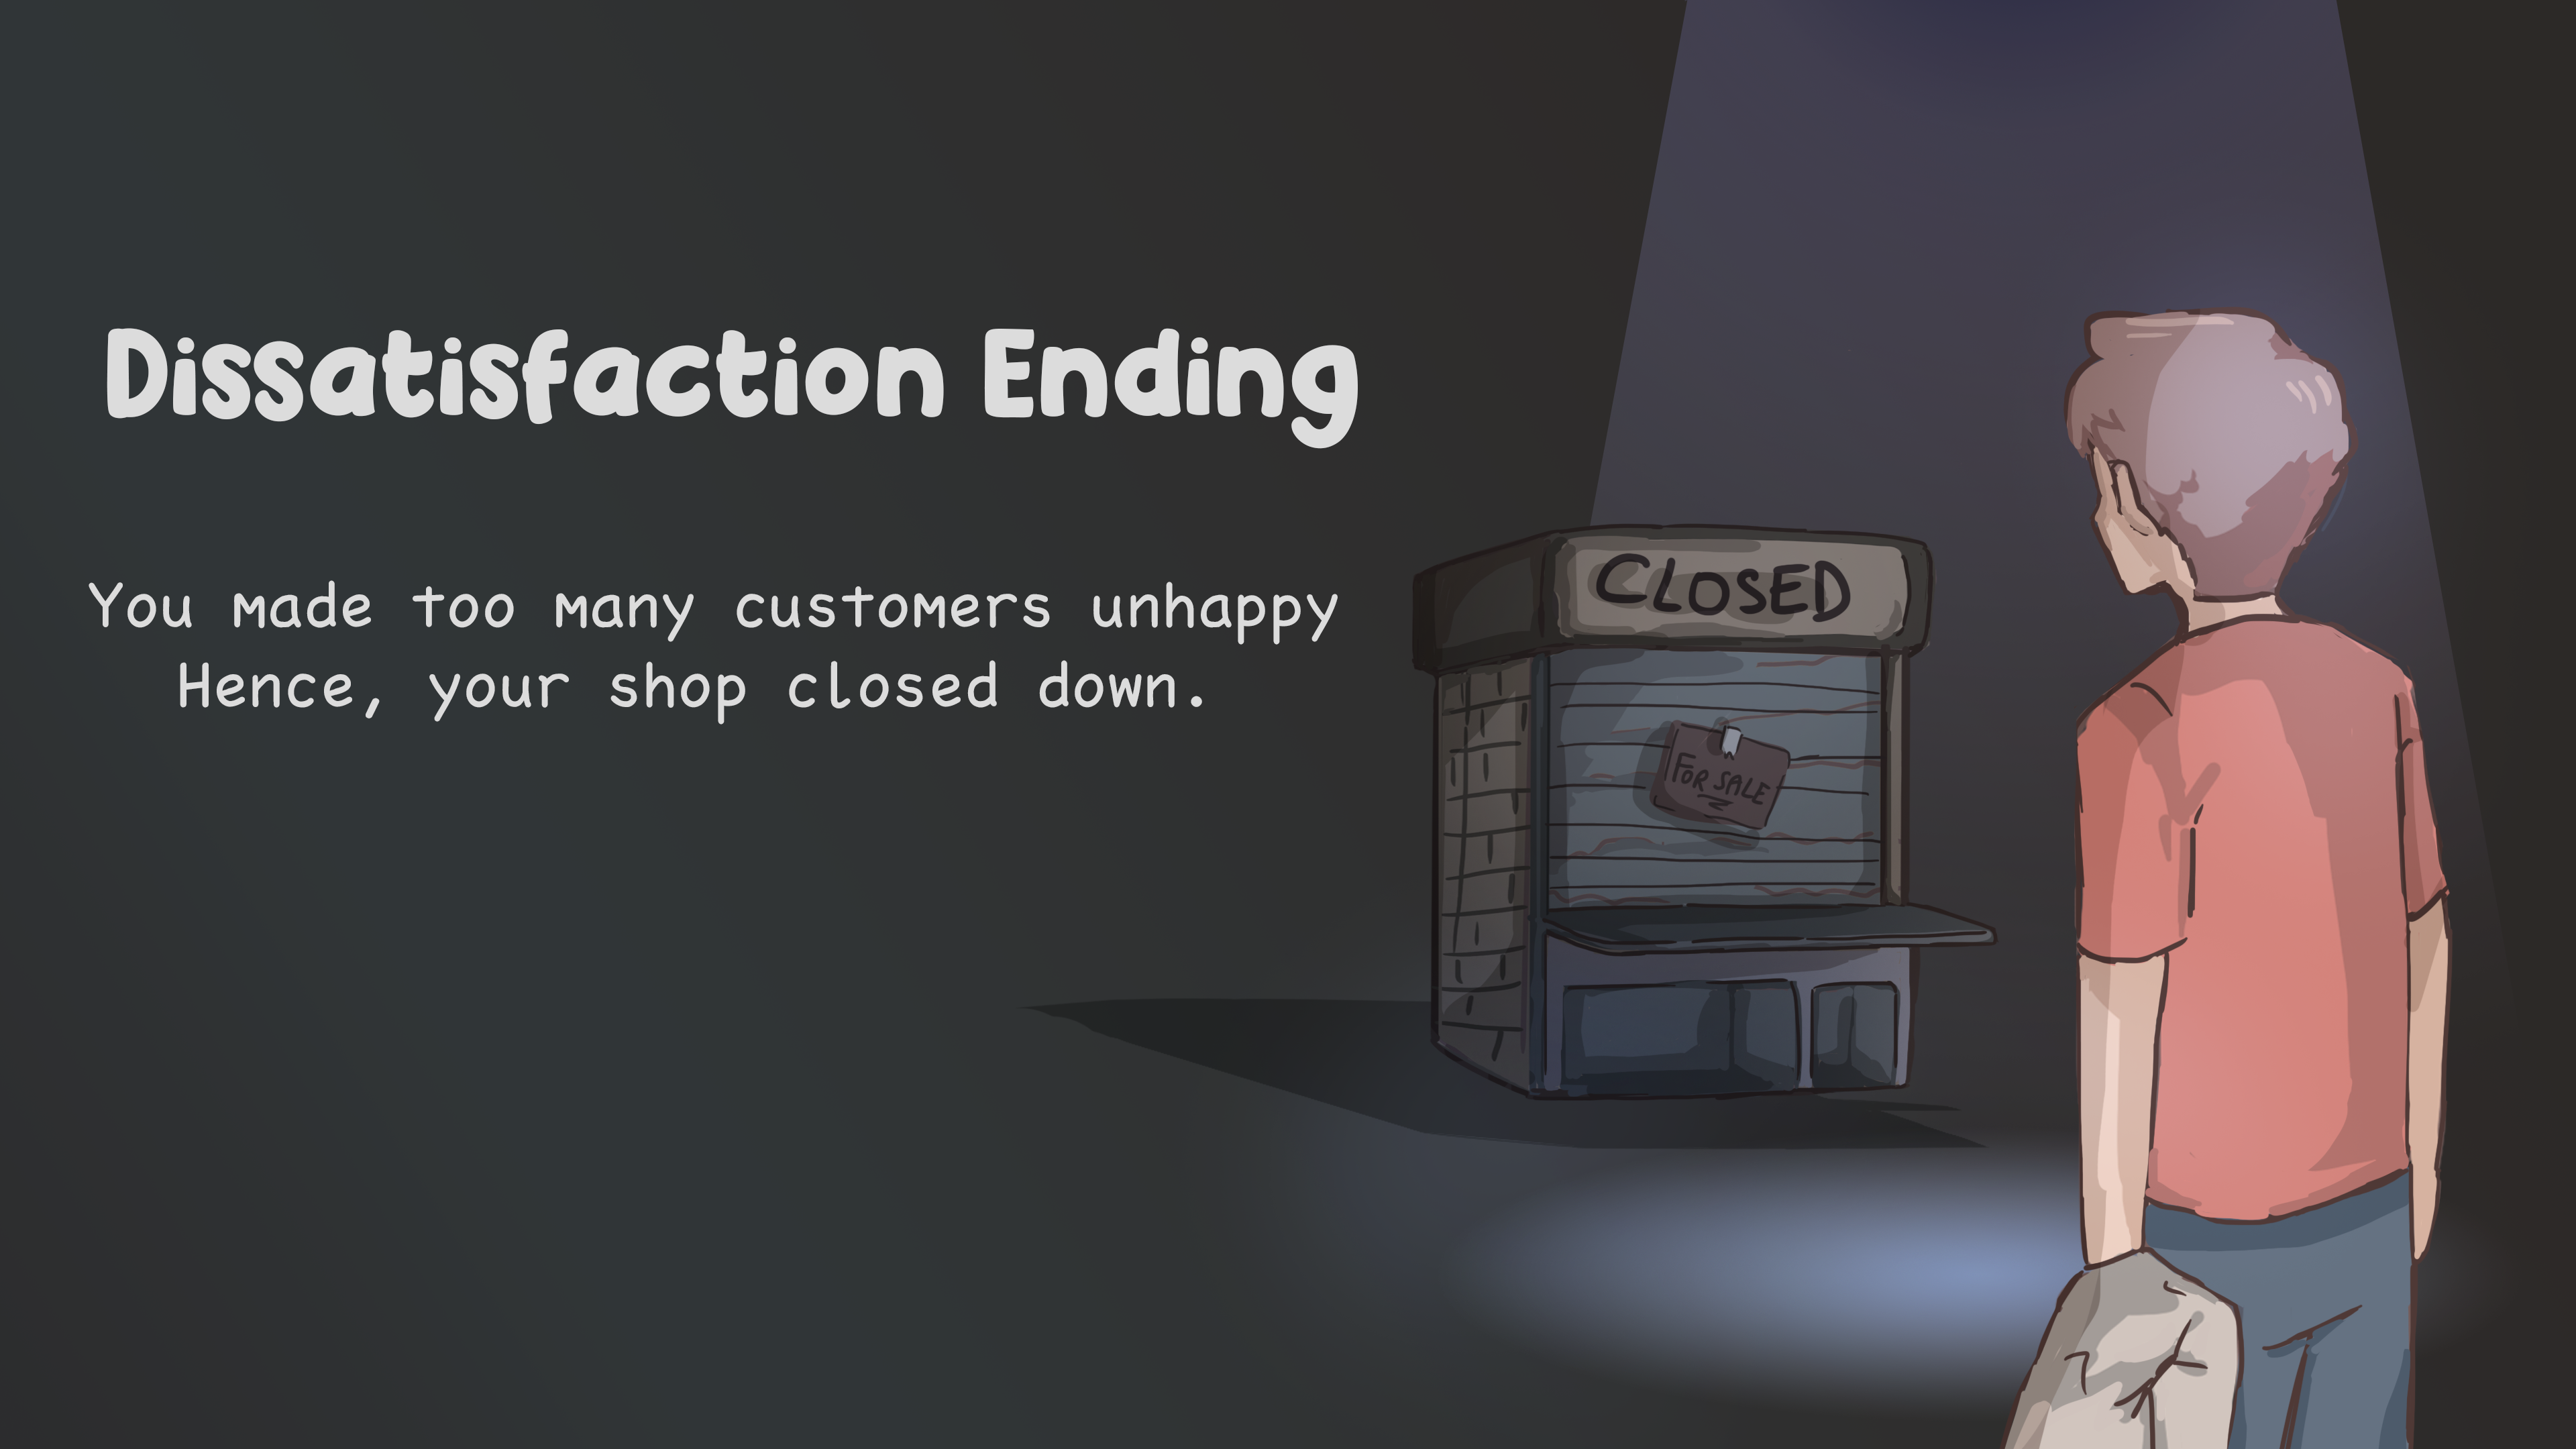 Dissatisfaction Ending
You made too many customers unhappy
Hence, your shop closed down.
CLOSED
FOR SALE